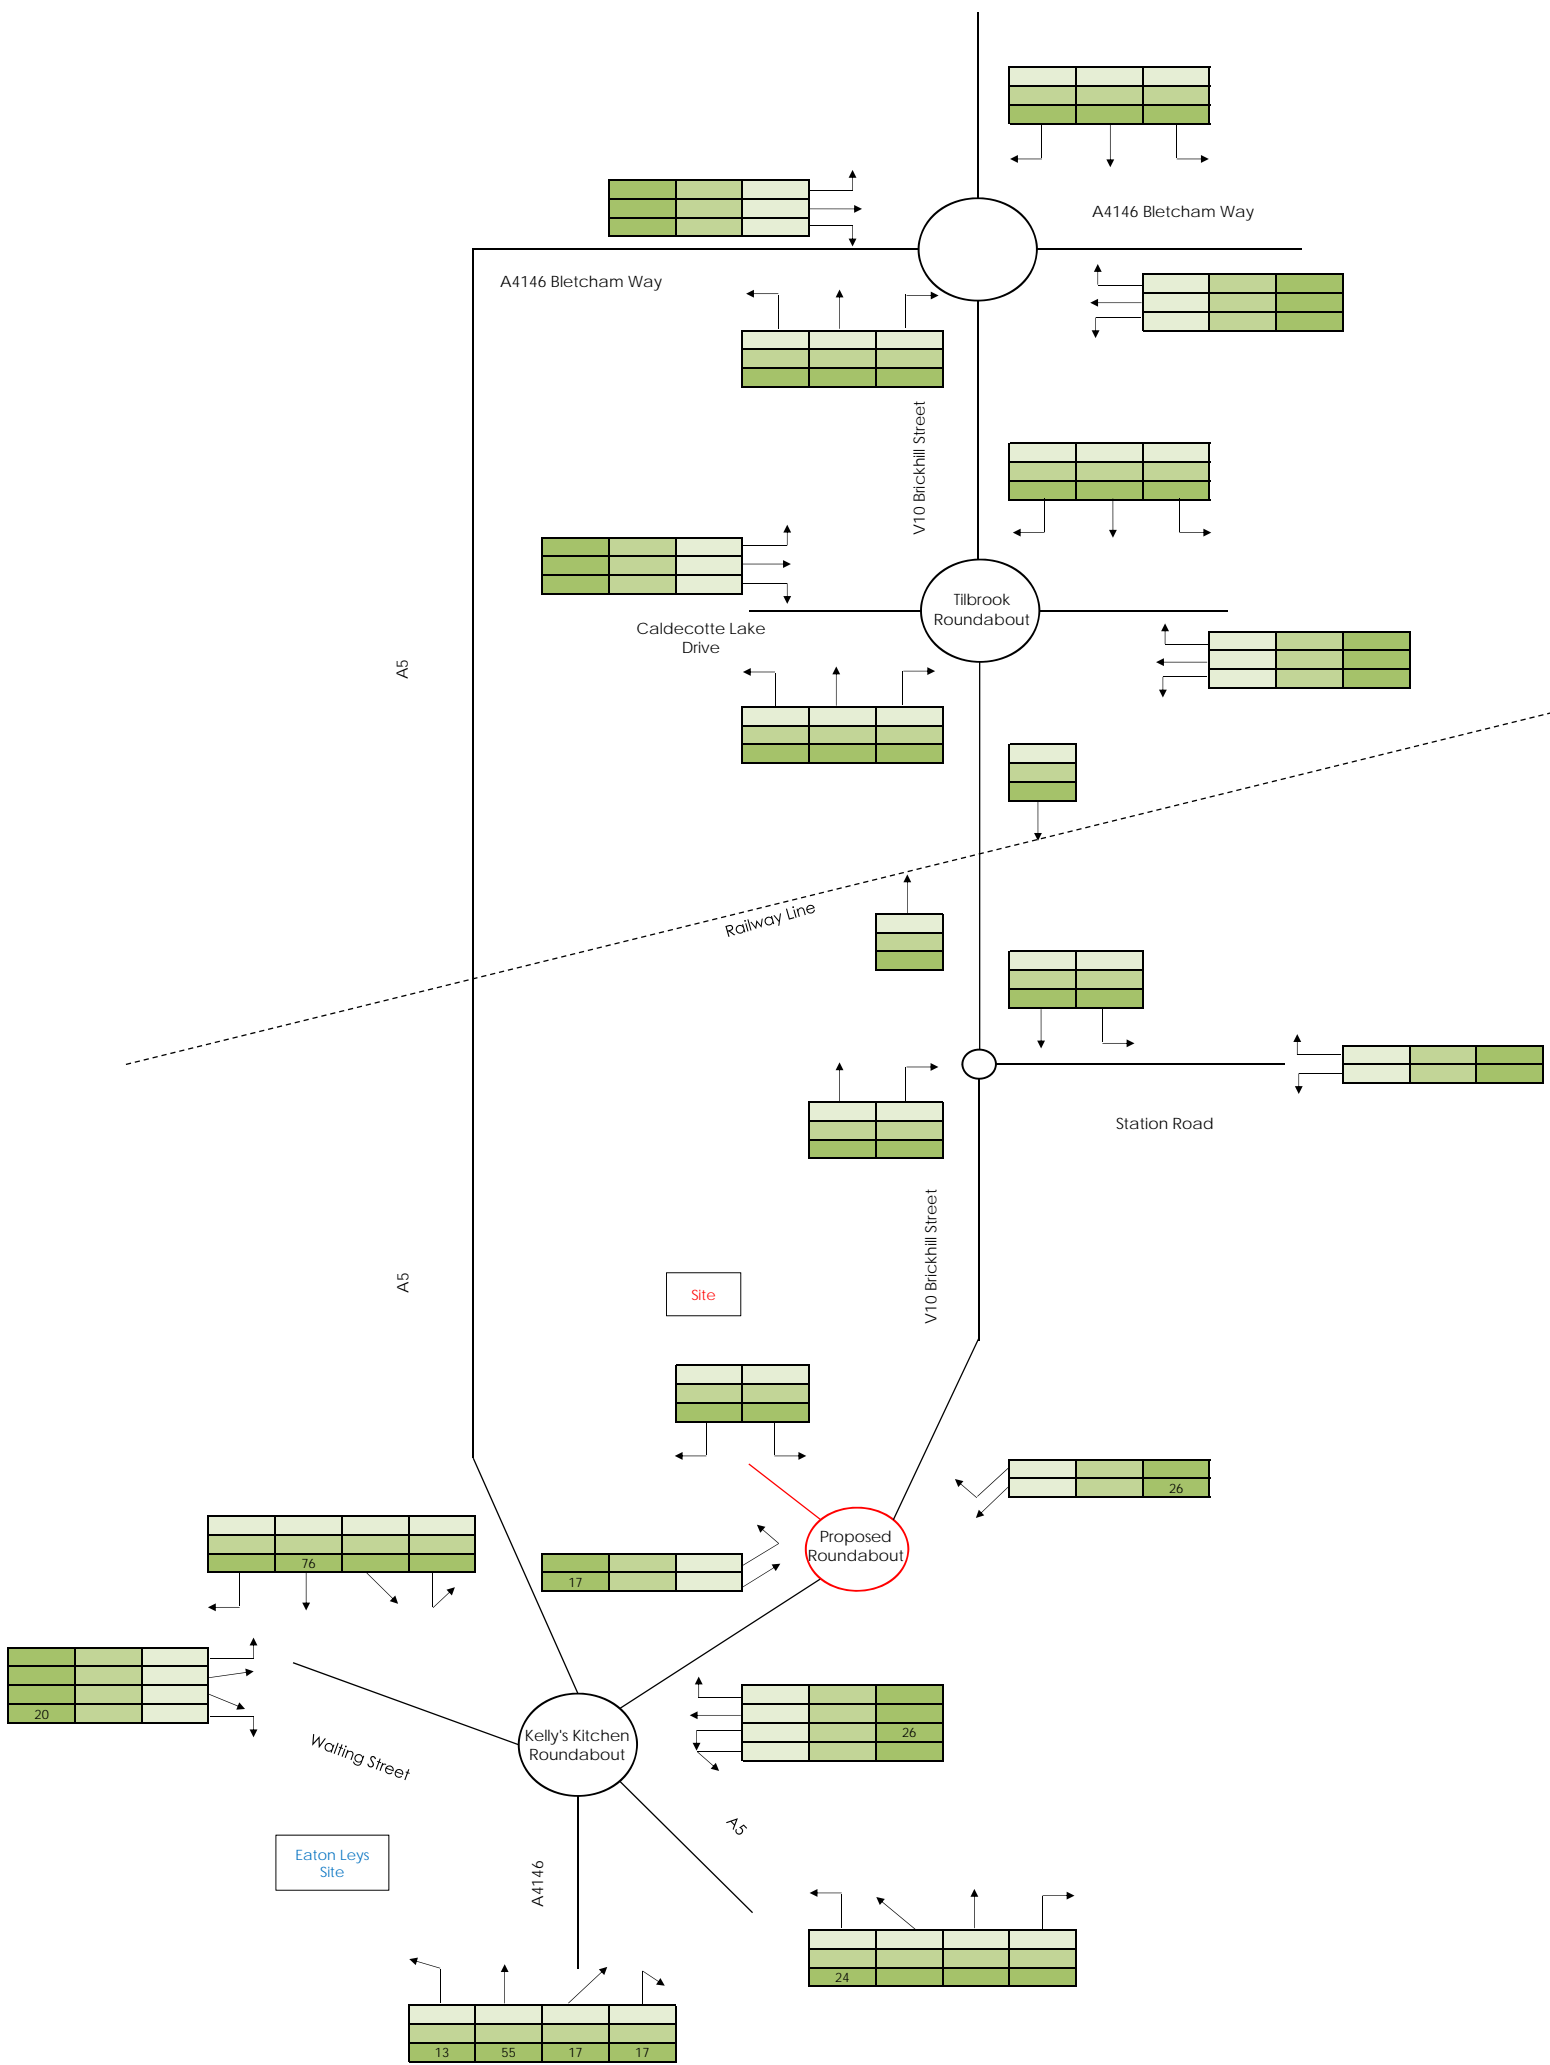 A4146 Bletcham Way
A4146 Bletcham Way
V10 Brickhill Street
Tilbrook
Roundabout
Caldecotte Lake
Drive
A5
Railway Line
Station Road
V10 Brickhill Street
A5
Site
26
Proposed
Roundabout
76
17
20
Kelly's Kitchen
Roundabout
26
Walting Street
A5
Eaton Leys
Site
A4146
24
13 55 17 17